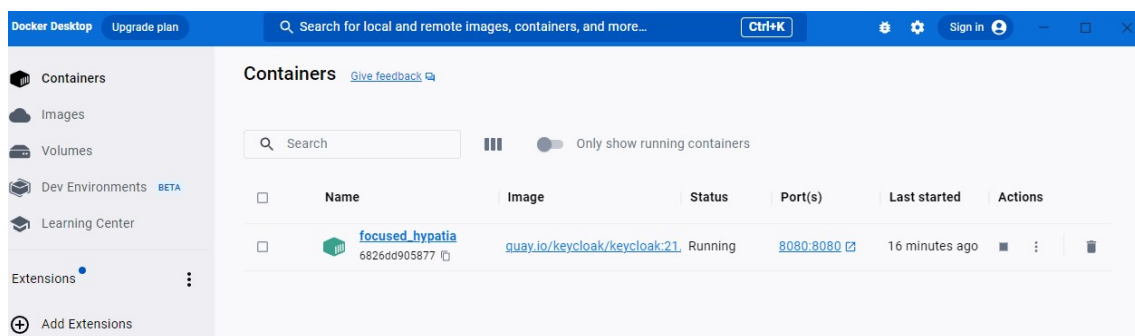 Docker Desktop Upgrade plan Search for local and remote images, containers, and more... Ctrl+K Sign in
Containers
Images
Volumes
Dev Environments BETA
Learning Center
Extensions
Add Extensions
Containers Give feedback
Search Only show running containers
Name Image Status Port(s) Last started Actions
focused_hypatia quay.io/keycloak/keycloak:21. Running 8080:8080 16 minutes ago
6826dd905877